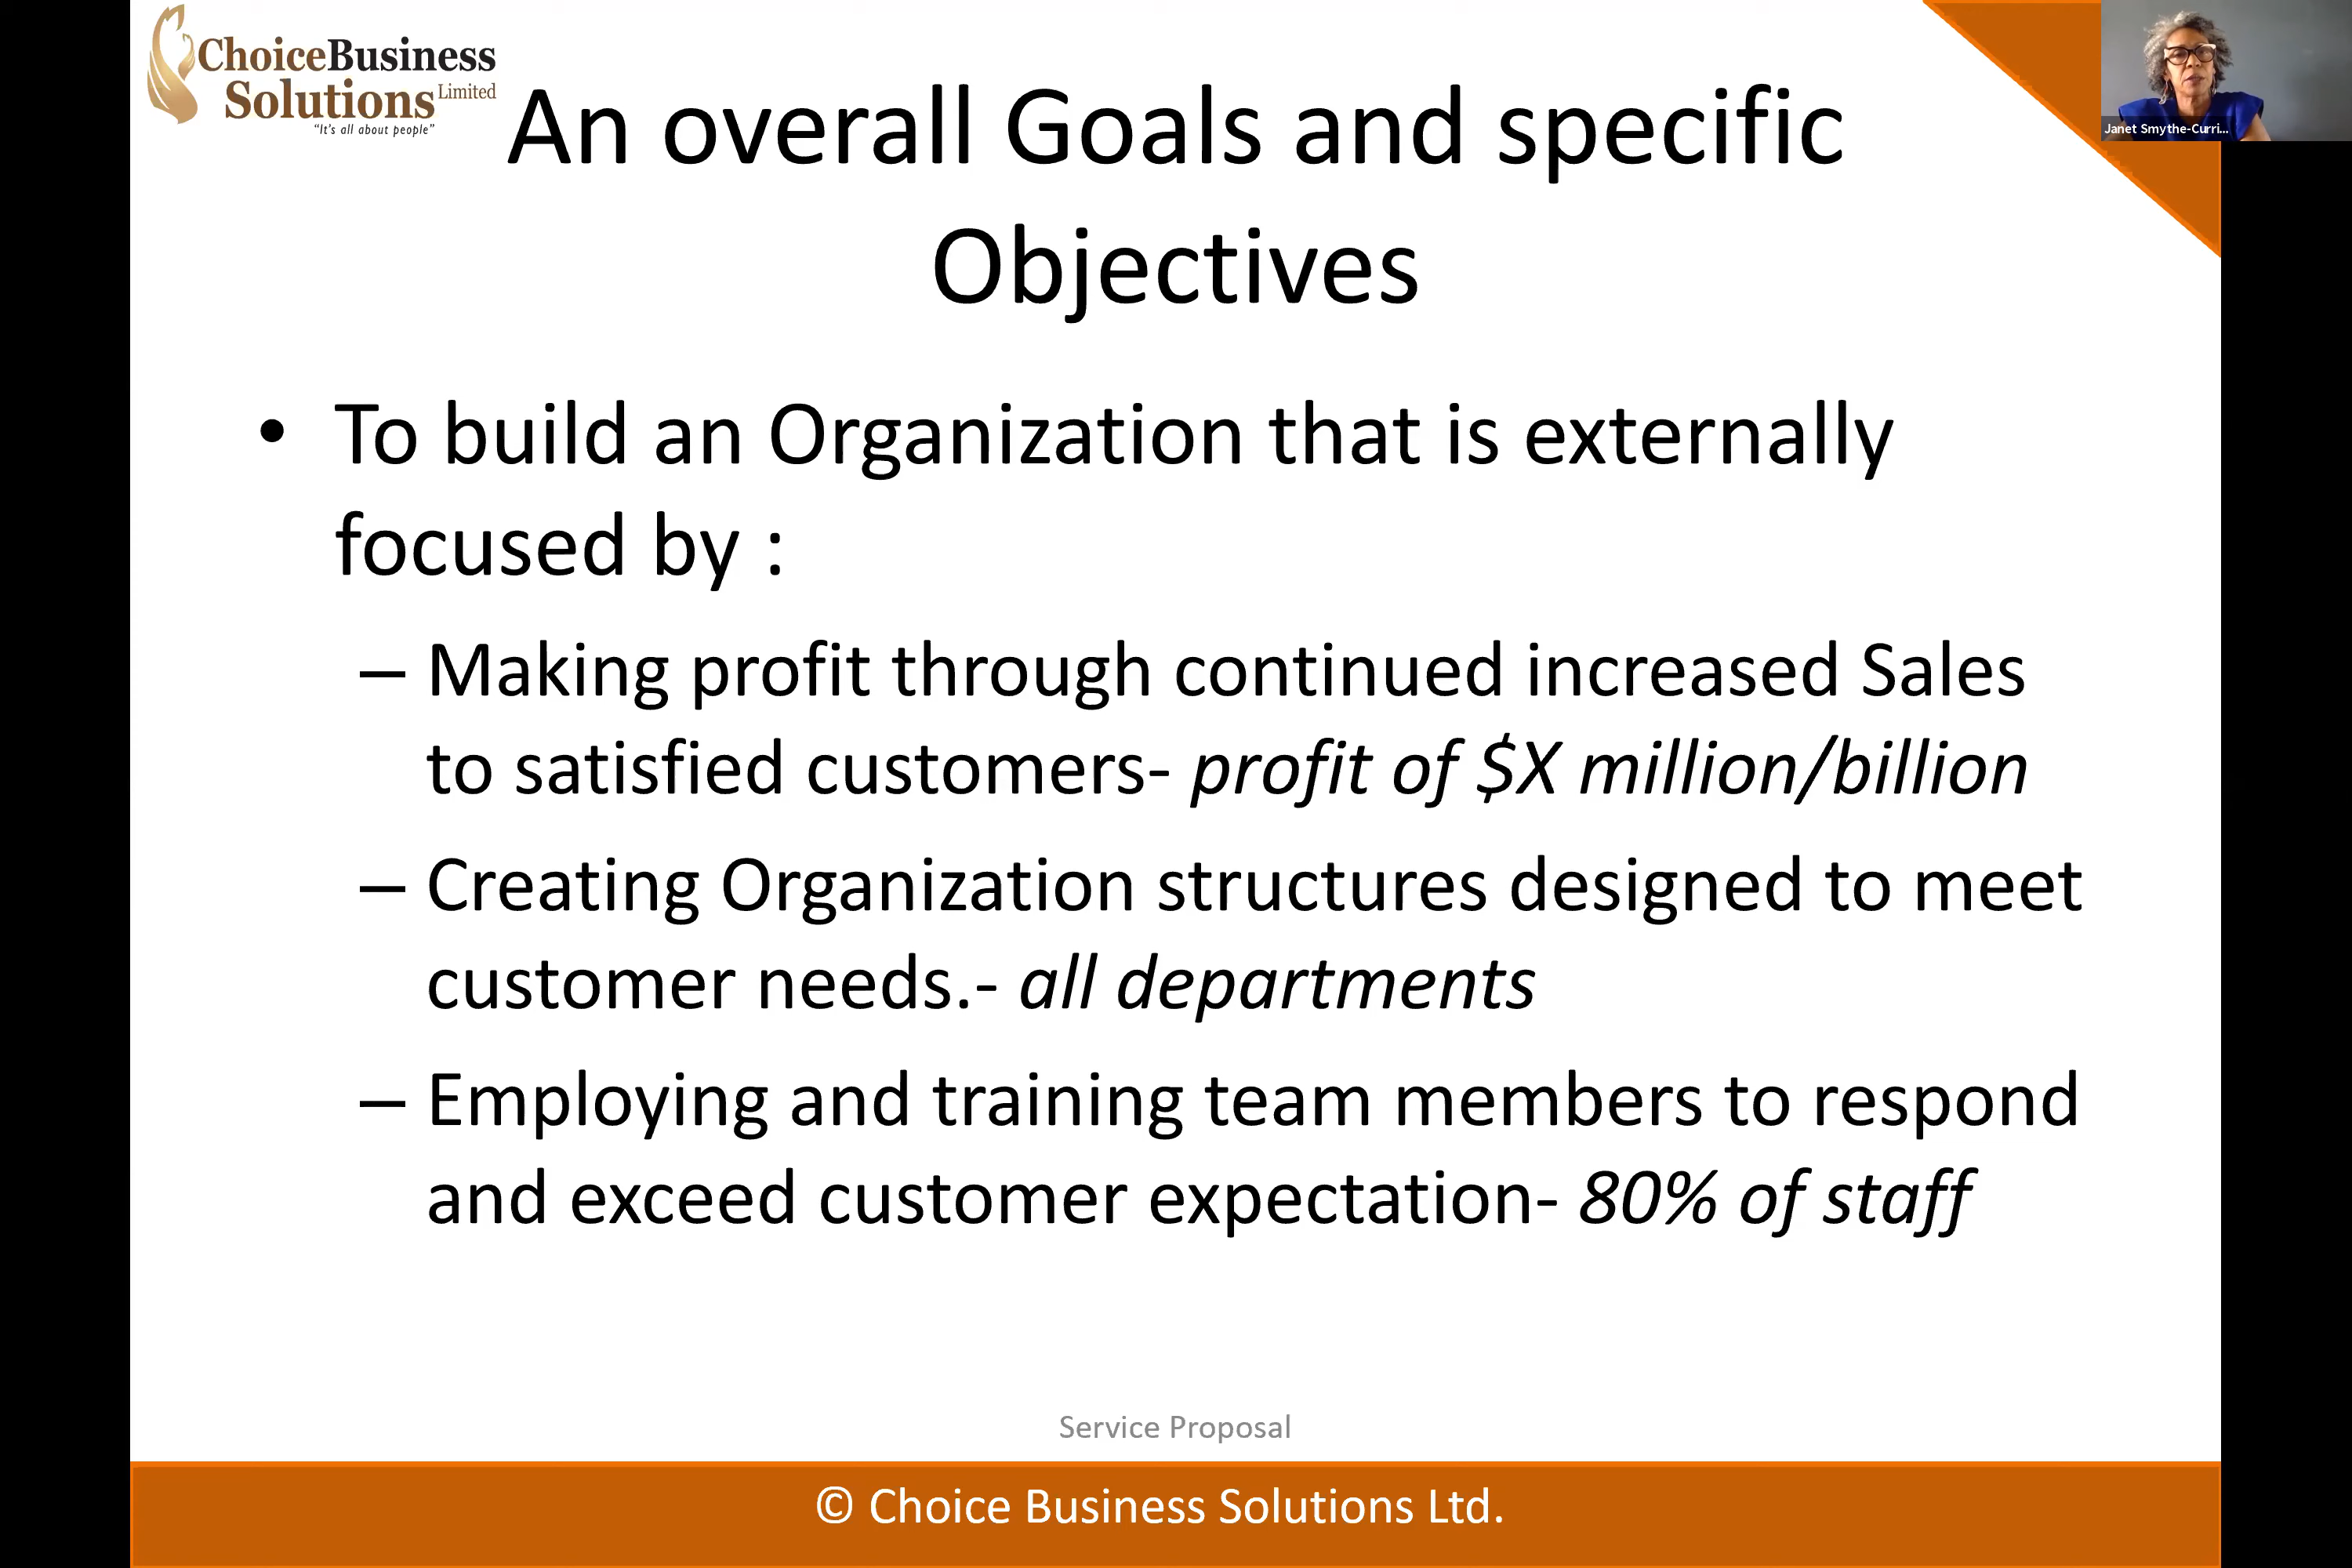 ChoiceBusiness
Solutions Limited
"It's all about people"
Janet Smythe-Curri...
An overall Goals and specific
Objectives
• To build an Organization that is externally
focused by :
– Making profit through continued increased Sales
to satisfied customers- profit of $X million/billion
– Creating Organization structures designed to meet
customer needs.- all departments
– Employing and training team members to respond
and exceed customer expectation- 80% of staff
Service Proposal
© Choice Business Solutions Ltd.